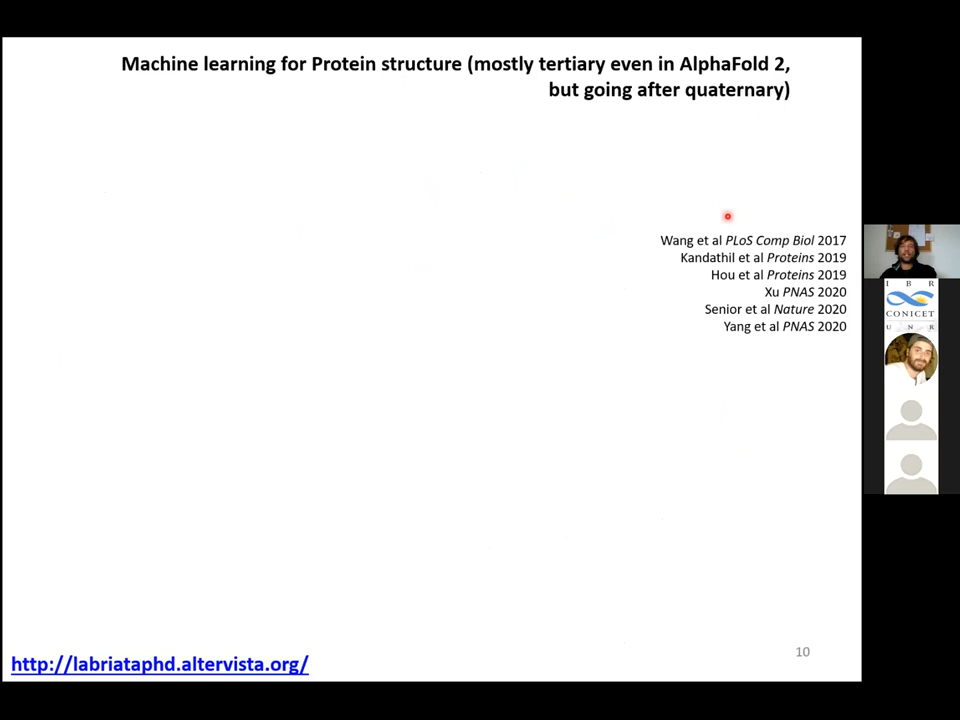 Machine learning for Protein structure (mostly tertiary even in AlphaFold 2,
but going after quaternary)
Wang et al PLoS Comp Biol 2017
Kandathil et al Proteins 2019
Hou et al Proteins 2019
Xu PNAS 2020
Senior et al Nature 2020
Yang et al PNAS 2020
I B R
CONICET
U N R
10
http://labriataphd.altervista.org/